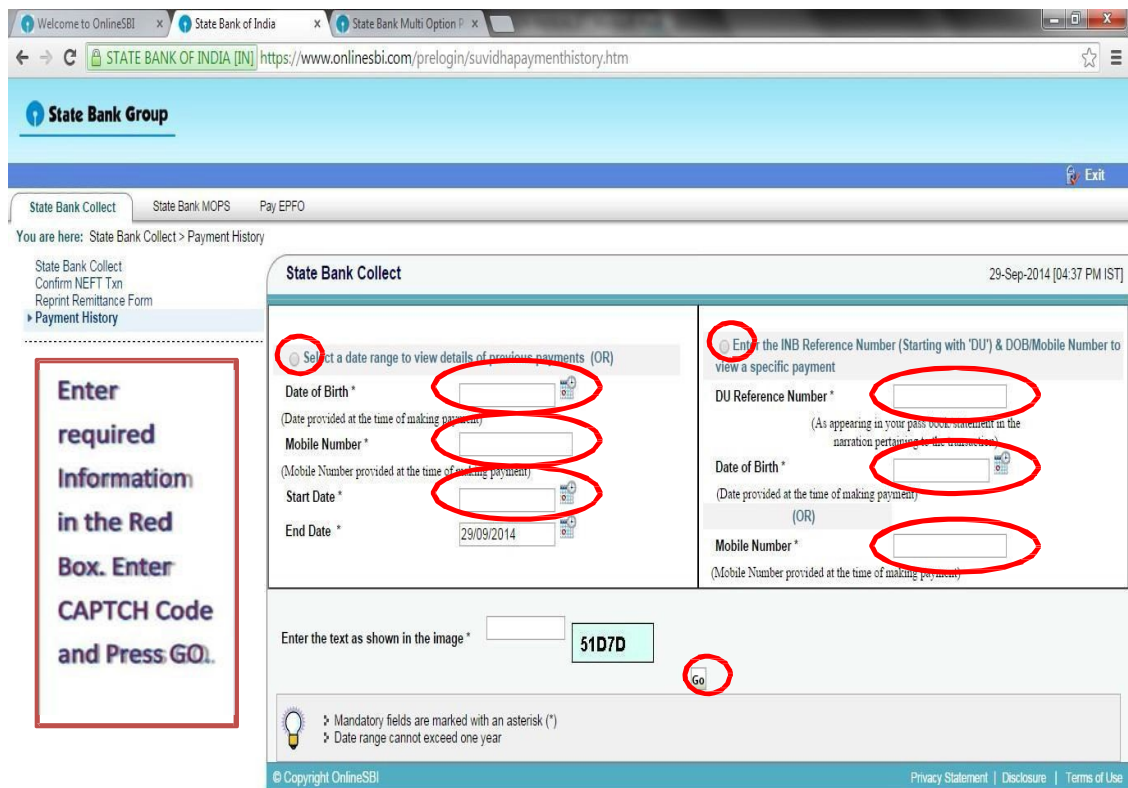 Welcome to OnlineSBI
State Bank of India
State Bank Multi Option P
STATE BANK OF INDIA [IN] https://www.onlinesbi.com/prelogin/suvidhapaymenthistory.htm
State Bank Group
Exit
State Bank Collect State Bank MOPS Pay EPFO
You are here: State Bank Collect > Payment History
State Bank Collect
Confirm NEFT Txn
Reprint Remittance Form
Payment History
Enter
required
Information
in the Red
Box. Enter
CAPTCH Code
and Press GO.
State Bank Collect 29-Sep-2014 [04:37 PM IST]
Select a date range to view details of previous payments (OR)
Date of Birth *
(Date provided at the time of making payment)
Mobile Number *
(Mobile Number provided at the time of making payment)
Start Date *
End Date * 29/09/2014
Enter the INB Reference Number (Starting with 'DU') & DOB/Mobile Number to
view a specific payment
DU Reference Number *
(As appearing in your pass book statement in the
narration pertaining to the transaction)
Date of Birth *
(Date provided at the time of making payment)
(OR)
Mobile Number *
(Mobile Number provided at the time of making payment)
Enter the text as shown in the image * 51D7D
Go
Mandatory fields are marked with an asterisk (*)
Date range cannot exceed one year
© Copyright OnlineSBI Privacy Statement | Disclosure | Terms of Use